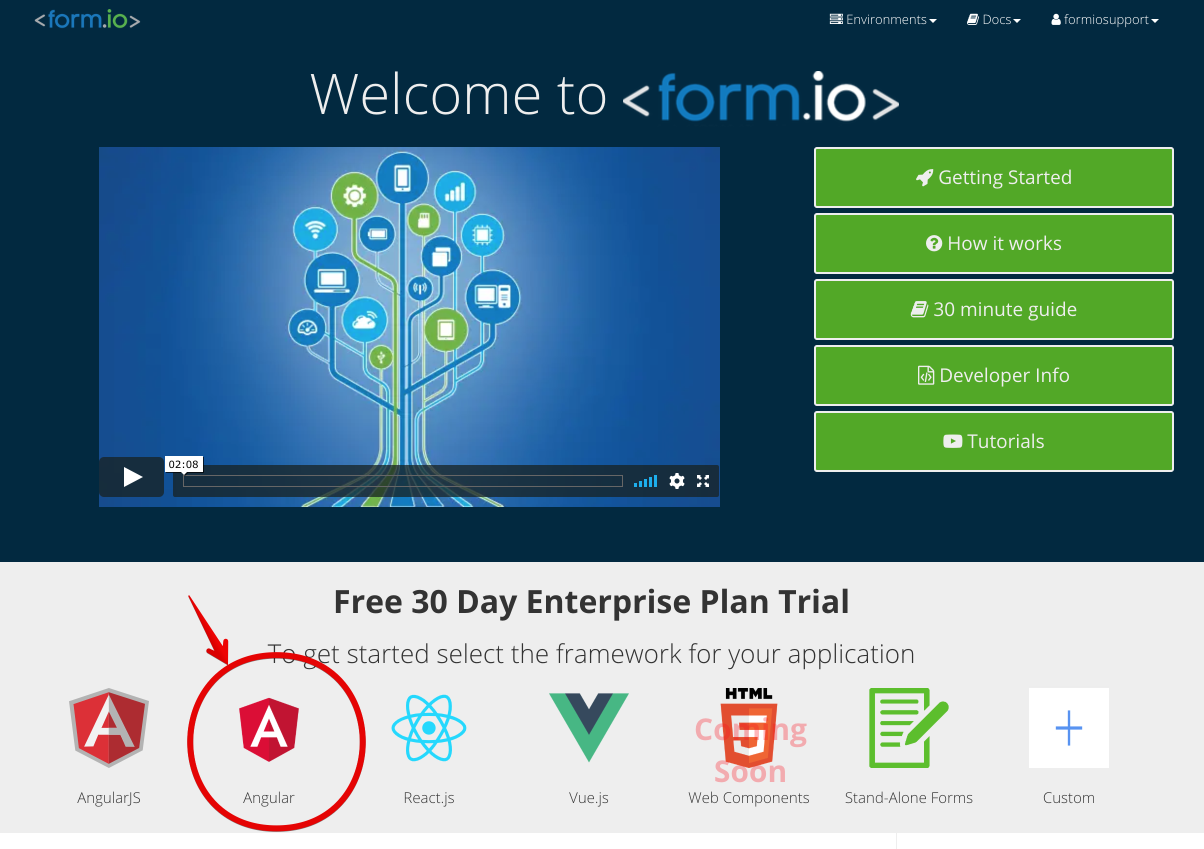 <form.io>
Environments
Docs
formiosupport
Welcome to <form.io>
Getting Started
How it works
30 minute guide
Developer Info
Tutorials
02:08
Free 30 Day Enterprise Plan Trial
To get started select the framework for your application
HTML
Coming
Soon
AngularJS
Angular
React.js
Vue.js
Web Components
Stand-Alone Forms
Custom